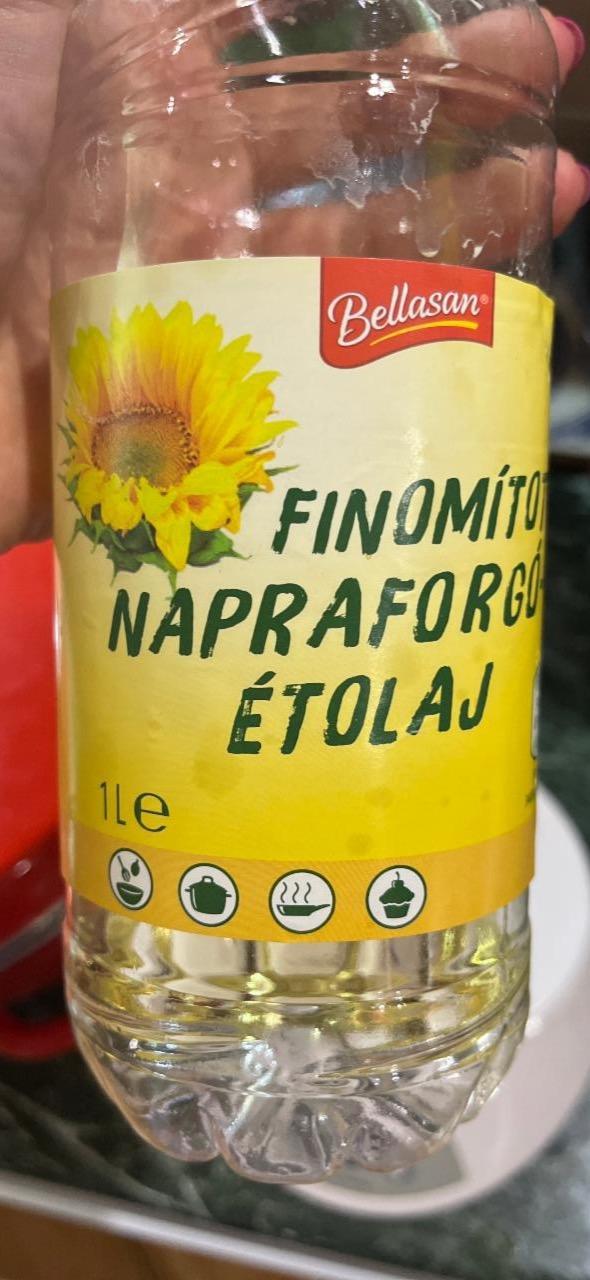 Bellasan®
FINOMÍTOT
NAPRAFORGÓ-
ÉTOLAJ
1L e